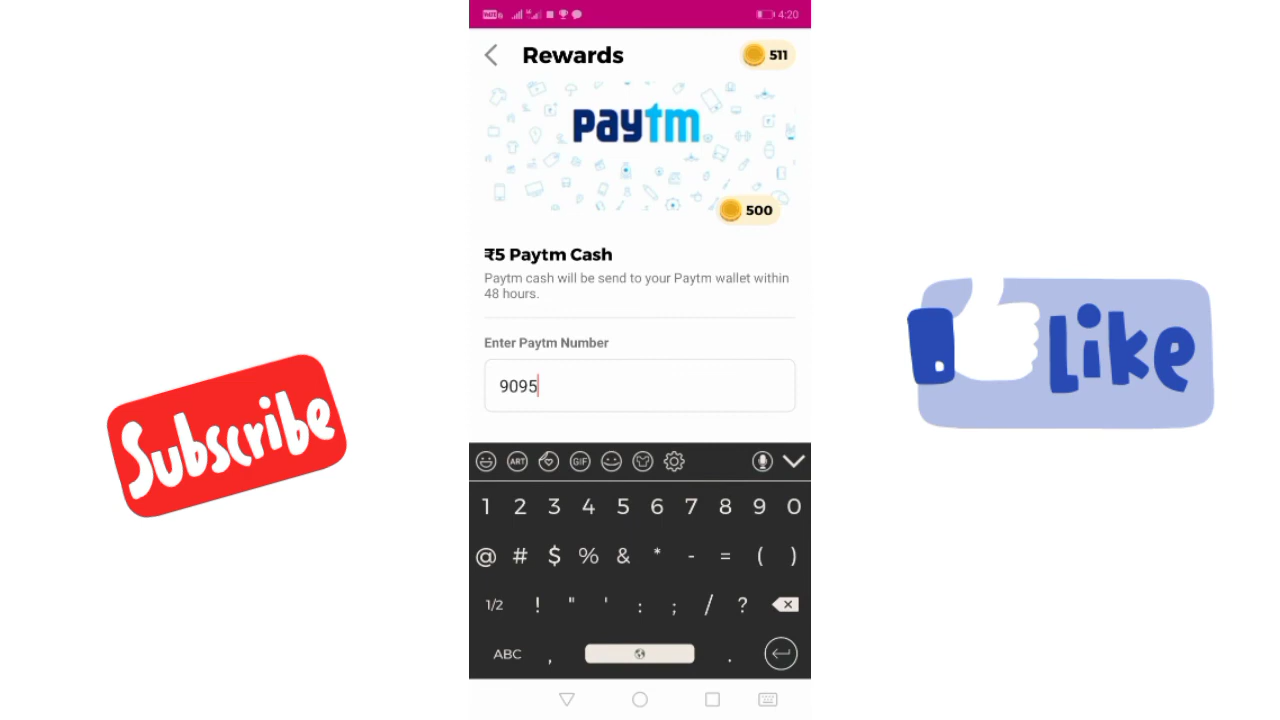 4:20
Rewards
511
paytm
500
₹5 Paytm Cash
Paytm cash will be send to your Paytm wallet within
48 hours.
Enter Paytm Number
9095
Subscribe
Like
ART
GIF
1 2 3 4 5 6 7 8 9 0
@ # $ % & * - = ( )
1/2 ! " ' : ; / ?
ABC , .